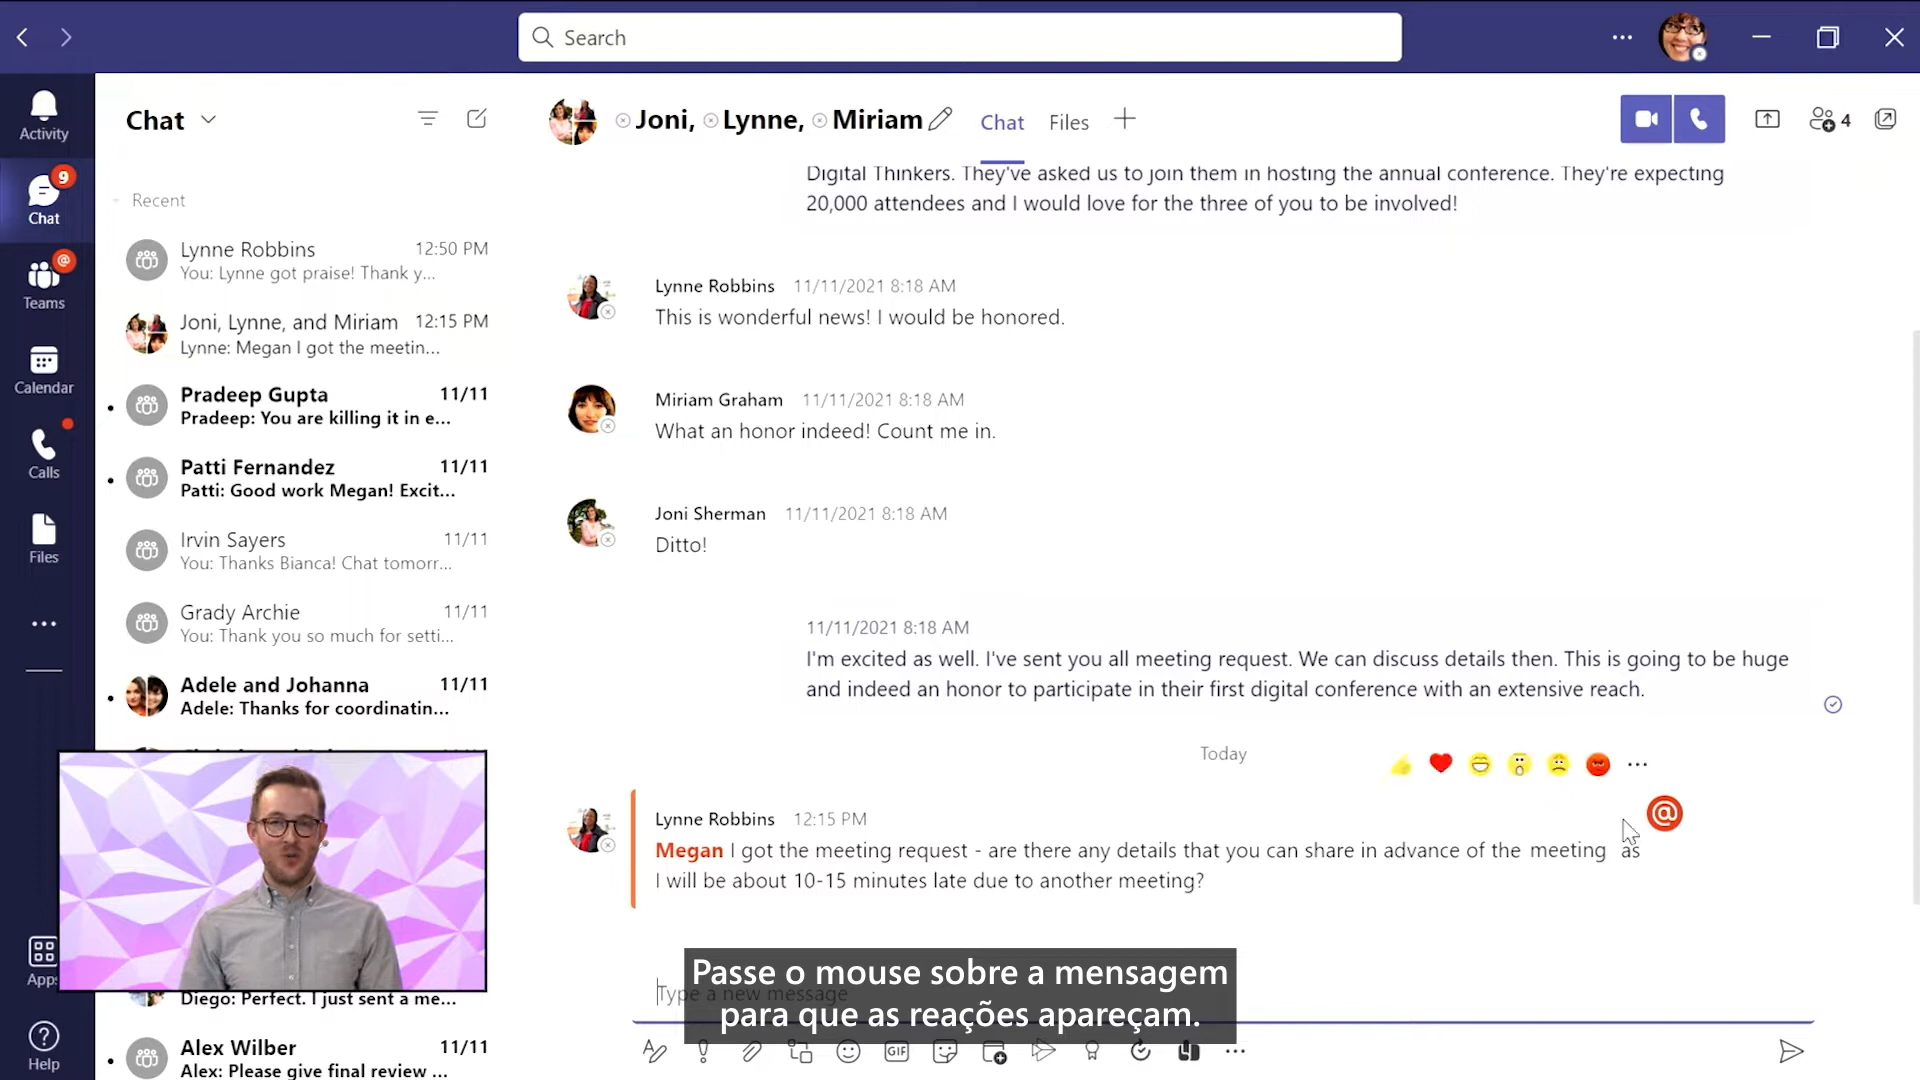 Search
Activity
9
Chat
@
Teams
Calendar
Calls
Files
Apps
Help
Chat
Recent
Lynne Robbins 12:50 PM
You: Lynne got praise! Thank y...
Joni, Lynne, and Miriam 12:15 PM
Lynne: Megan I got the meetin...
Pradeep Gupta 11/11
Pradeep: You are killing it in e...
Patti Fernandez 11/11
Patti: Good work Megan! Excit...
Irvin Sayers 11/11
You: Thanks Bianca! Chat tomorr...
Grady Archie 11/11
You: Thank you so much for setti...
Adele and Johanna 11/11
Adele: Thanks for coordinatin...
Diego: Perfect. I just sent a me...
Alex Wilber 11/11
Alex: Please give final review ...
Joni, Lynne, Miriam Chat Files 4
Digital Thinkers. They've asked us to join them in hosting the annual conference. They're expecting
20,000 attendees and I would love for the three of you to be involved!
Lynne Robbins 11/11/2021 8:18 AM
This is wonderful news! I would be honored.
Miriam Graham 11/11/2021 8:18 AM
What an honor indeed! Count me in.
Joni Sherman 11/11/2021 8:18 AM
Ditto!
11/11/2021 8:18 AM
I'm excited as well. I've sent you all meeting request. We can discuss details then. This is going to be huge
and indeed an honor to participate in their first digital conference with an extensive reach.
Today
Lynne Robbins 12:15 PM
@
Megan I got the meeting request - are there any details that you can share in advance of the meeting as
I will be about 10-15 minutes late due to another meeting?
Type a new message
Passe o mouse sobre a mensagem
para que as reações apareçam.
GIF